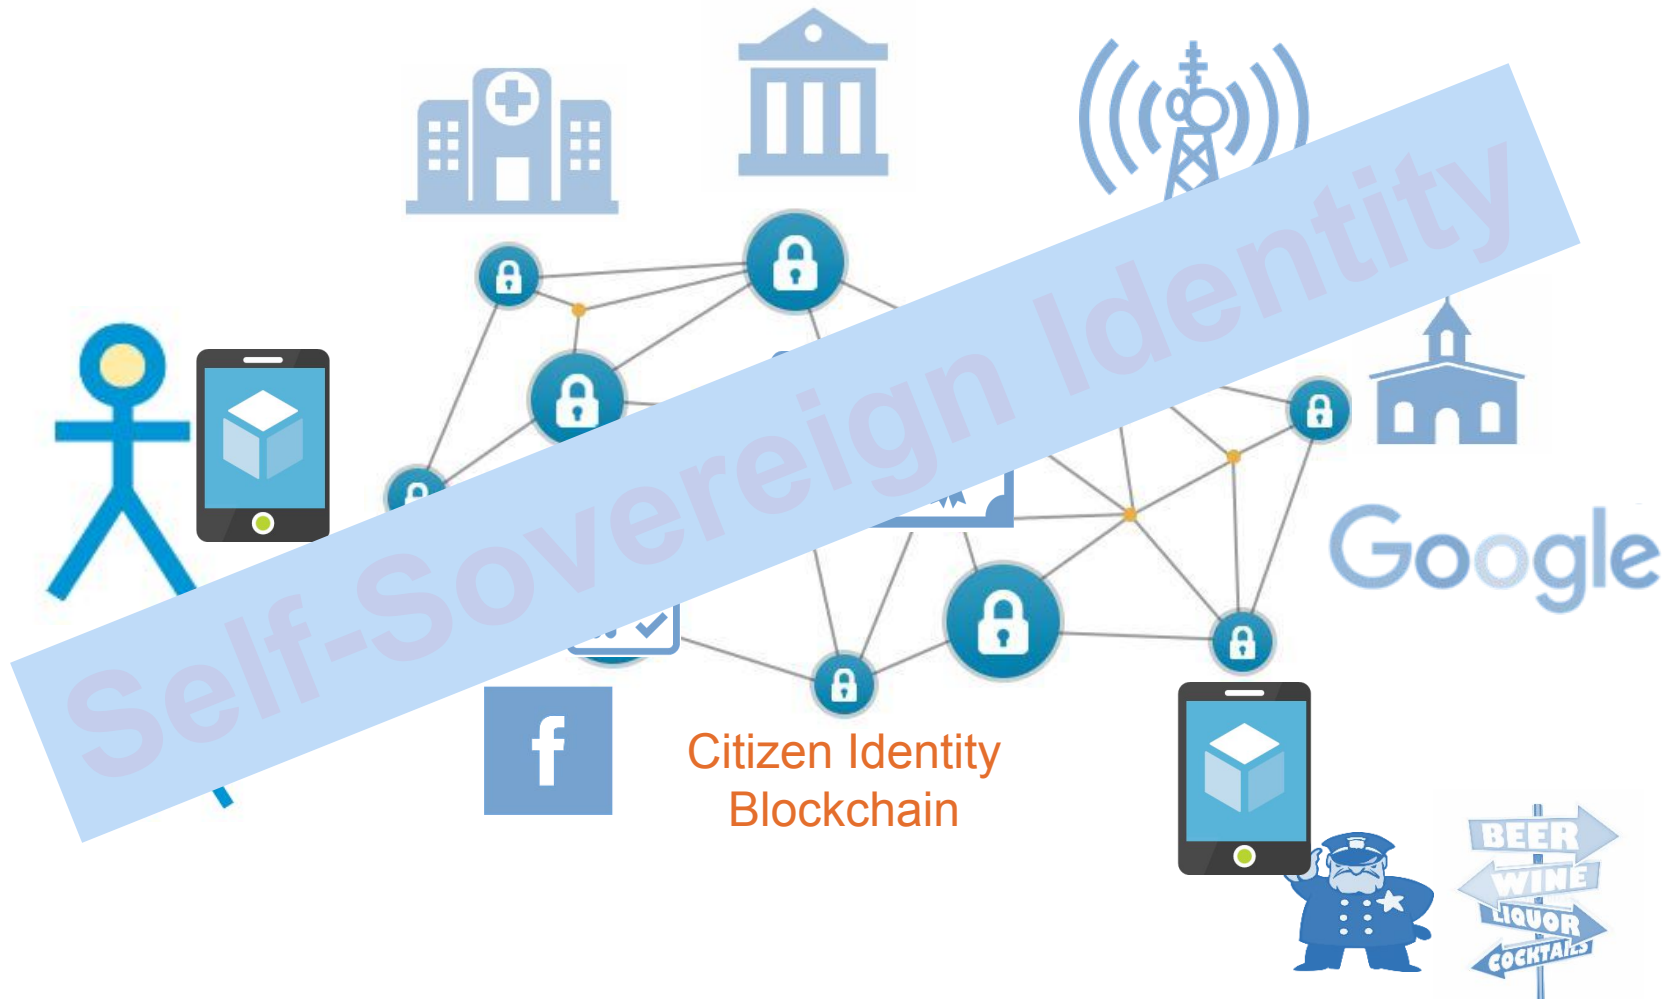 Self-Sovereign Identity
Google
f
Citizen Identity
Blockchain
BEER
WINE
LIQUOR
COCKTAILS